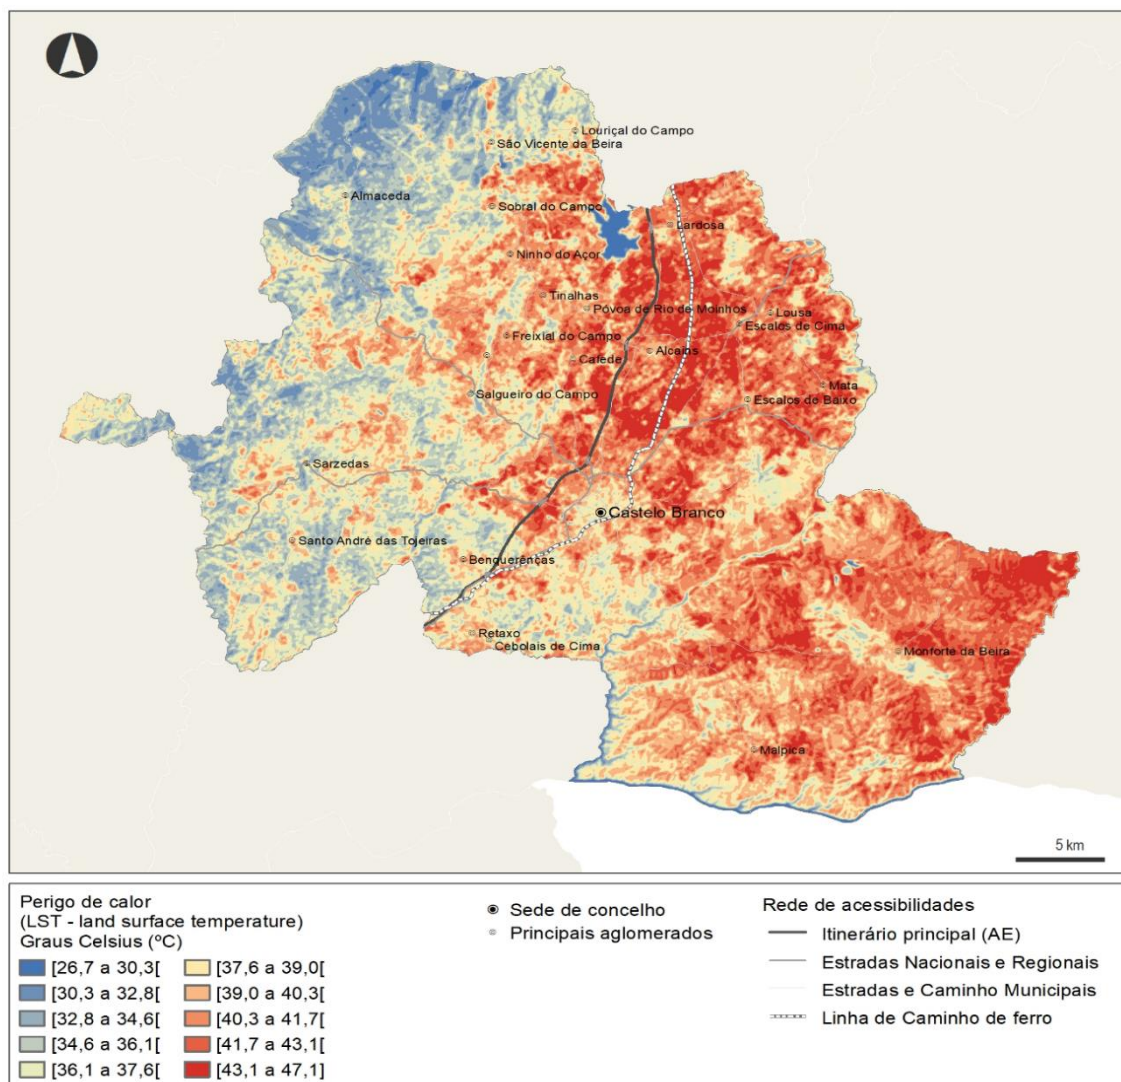 Louriçal do Campo
São Vicente da Beira
Almaceda
Sobral do Campo
Lardosa
Ninho do Açor
Tinalhas
Póvoa de Rio de Moinhos
Lousa
Escalos de Cima
Freixial do Campo
Cafede
Alcains
Mata
Salgueiro do Campo
Escalos de Baixo
Sarzedas
Castelo Branco
Santo André das Tojeiras
Benquerenças
Retaxo
Cebolais de Cima
Monforte da Beira
Malpica
5 km
Perigo de calor
(LST - land surface temperature)
Graus Celsius (ºC)
[26,7 a 30,3[
[30,3 a 32,8[
[32,8 a 34,6[
[34,6 a 36,1[
[36,1 a 37,6[
[37,6 a 39,0[
[39,0 a 40,3[
[40,3 a 41,7[
[41,7 a 43,1[
[43,1 a 47,1[
Sede de concelho
Principais aglomerados
Rede de acessibilidades
Itinerário principal (AE)
Estradas Nacionais e Regionais
Estradas e Caminho Municipais
Linha de Caminho de ferro